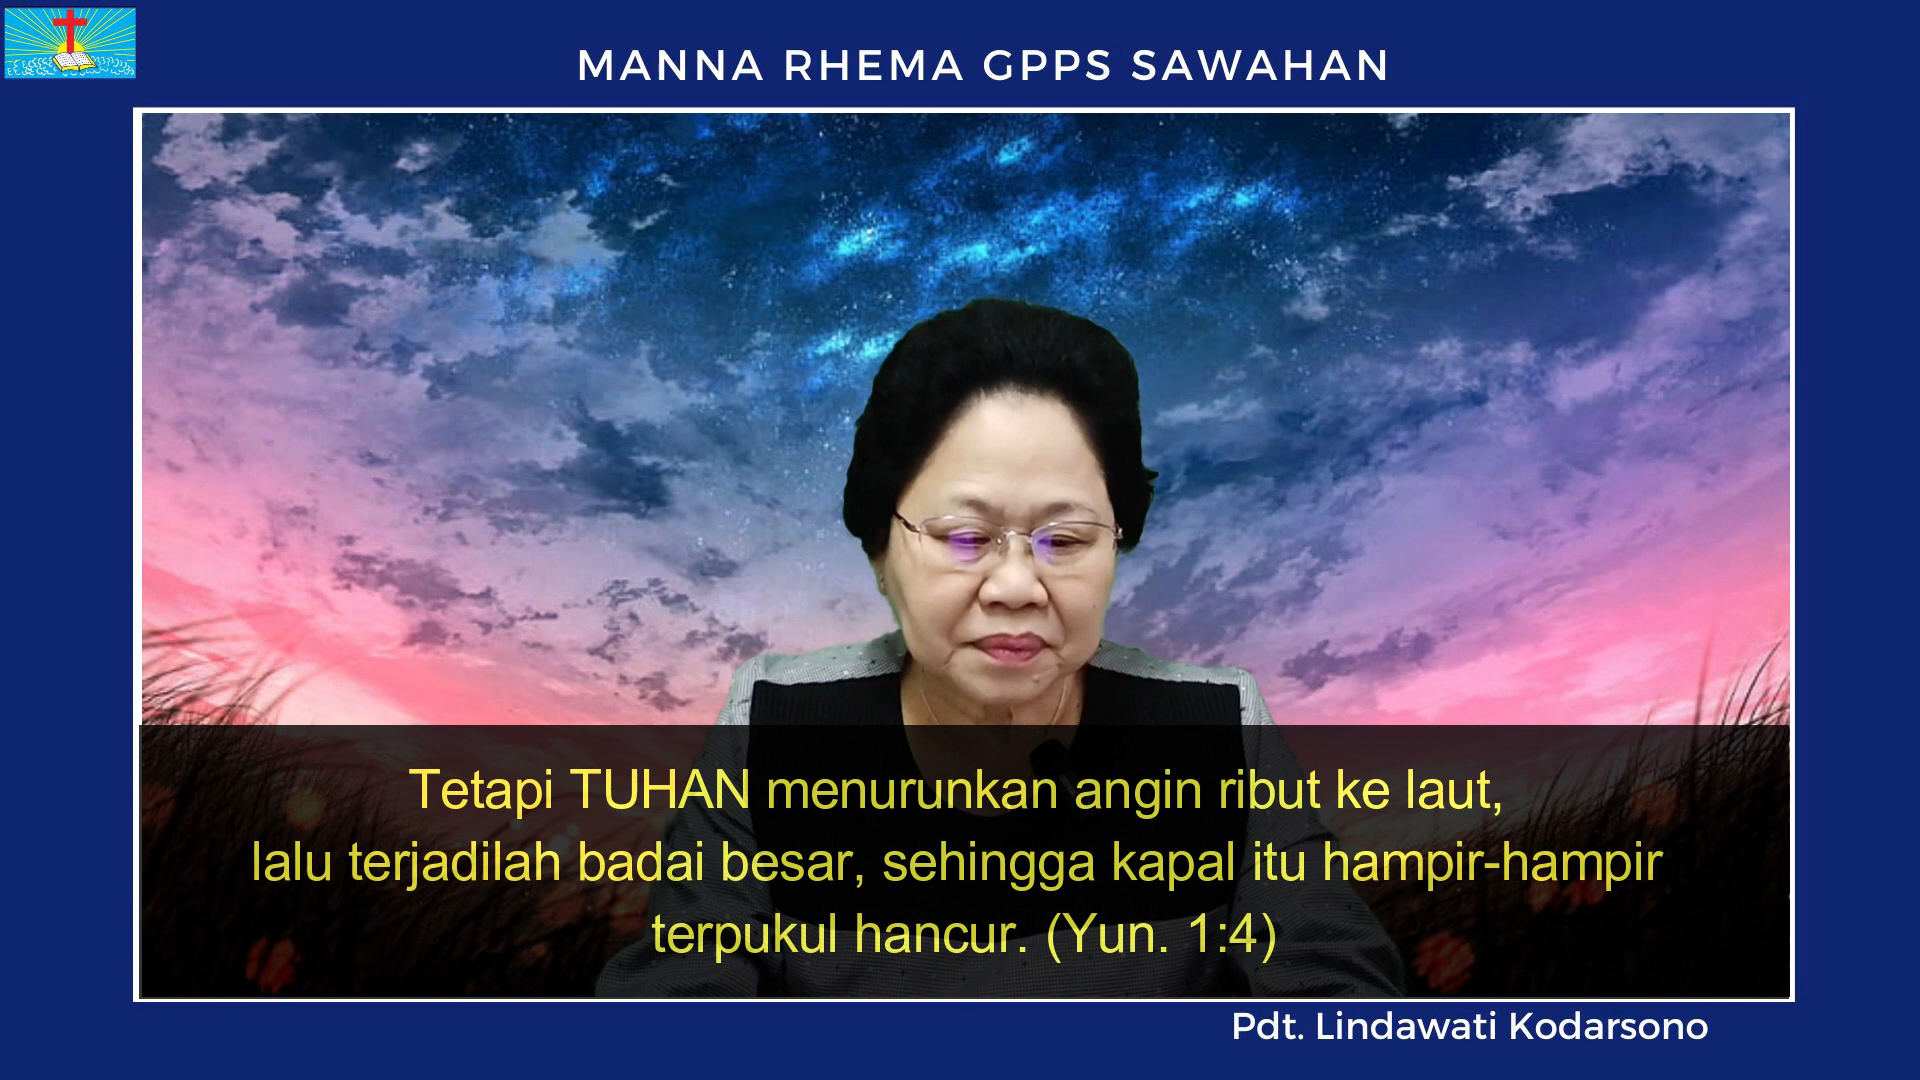 MANNA RHEMA GPPS SAWAHAN
Tetapi TUHAN menurunkan angin ribut ke laut,
lalu terjadilah badai besar, sehingga kapal itu hampir-hampir
terpukul hancur. (Yun. 1:4)
Pdt. Lindawati Kodarsono